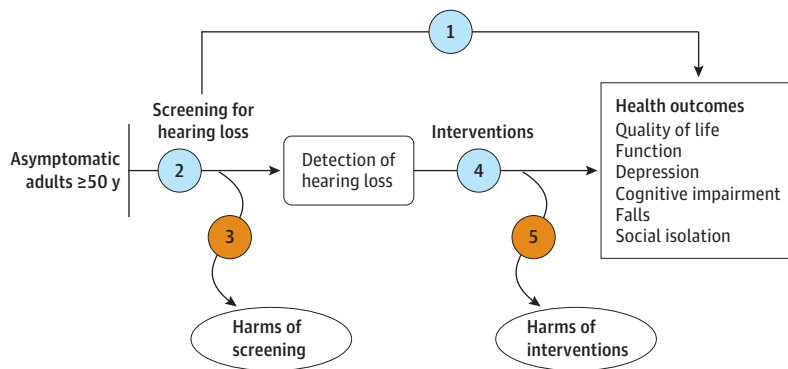 1
Screening for
hearing loss
Asymptomatic
adults ≥50 y
2
Detection of
hearing loss
Interventions
4
Health outcomes
Quality of life
Function
Depression
Cognitive impairment
Falls
Social isolation
3
5
Harms of
screening
Harms of
interventions